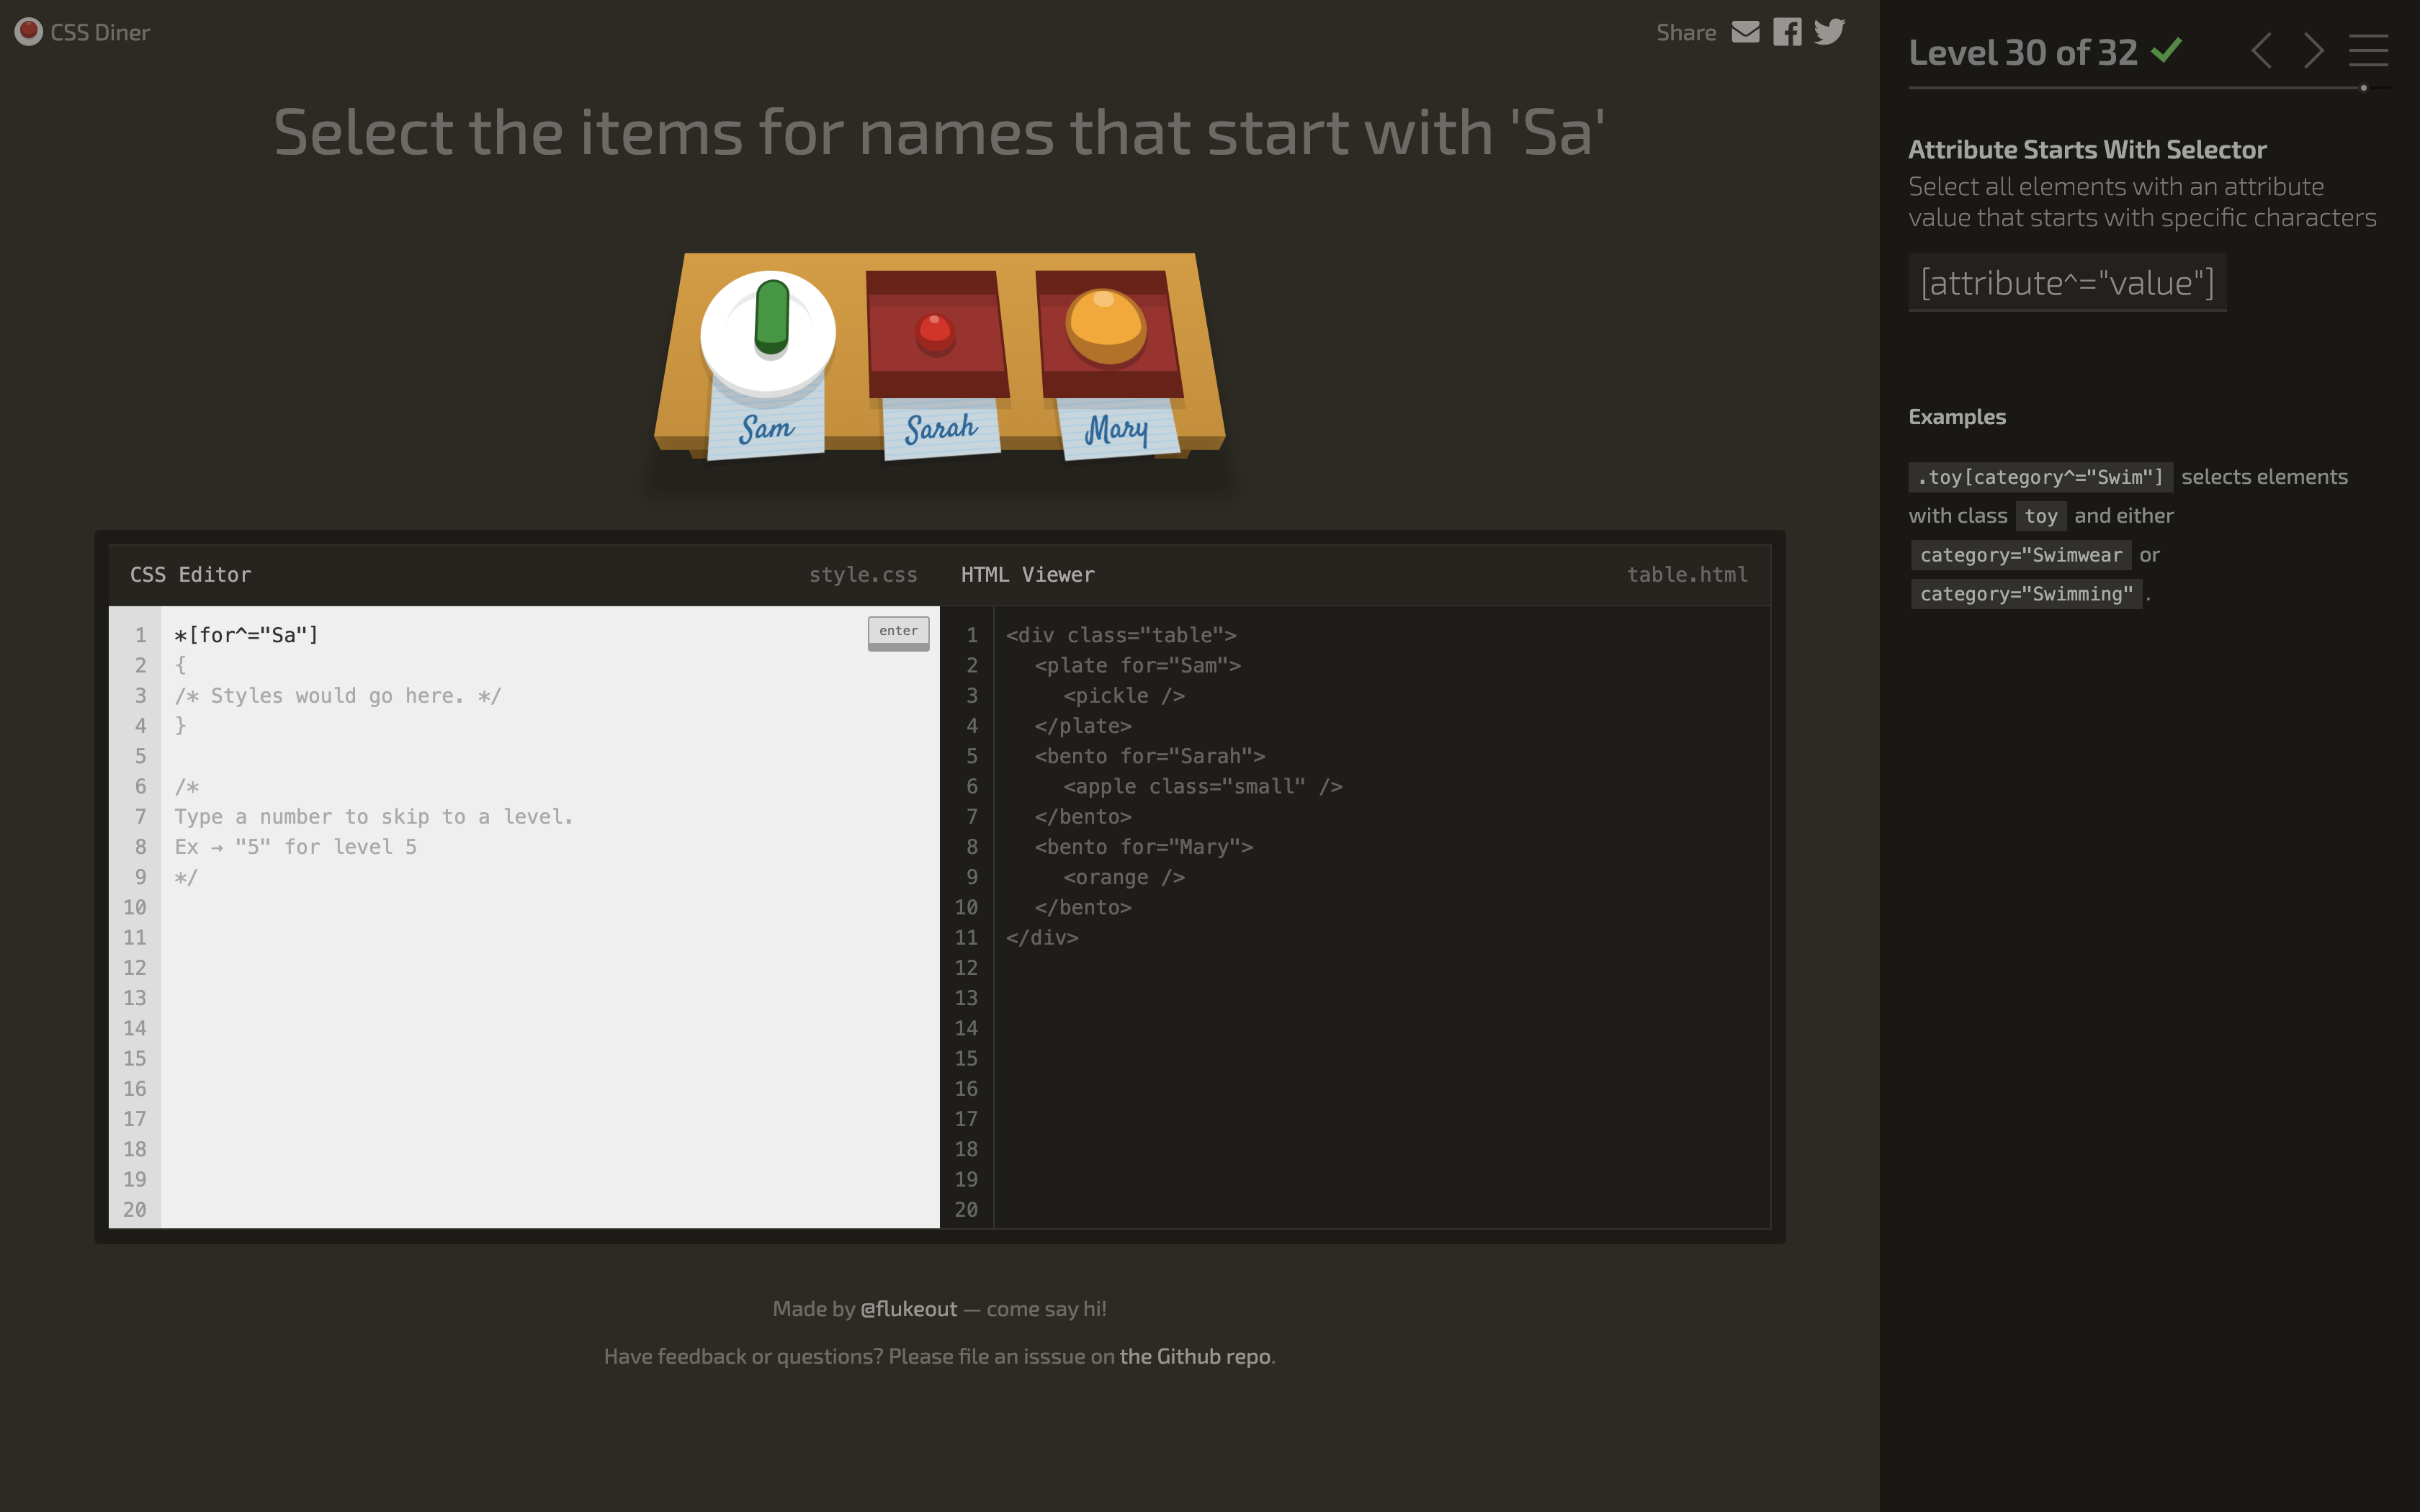 CSS Diner
Share
Select the items for names that start with 'Sa'
Sam
Sarah
Mary
CSS Editor
style.css
1 *[for^="Sa"]
enter
2 {
3 /* Styles would go here. */
4 }
5
6 /*
7 Type a number to skip to a level.
8 Ex → "5" for level 5
9 */
10
11
12
13
14
15
16
17
18
19
20
HTML Viewer
table.html
1 <div class="table">
2 <plate for="Sam">
3 <pickle />
4 </plate>
5 <bento for="Sarah">
6 <apple class="small" />
7 </bento>
8 <bento for="Mary">
9 <orange />
10 </bento>
11 </div>
12
13
14
15
16
17
18
19
20
Made by @flukeout — come say hi!
Have feedback or questions? Please file an isssue on the Github repo.
Level 30 of 32
Attribute Starts With Selector
Select all elements with an attribute
value that starts with specific characters
[attribute^="value"]
Examples
.toy[category^="Swim"] selects elements
with class toy and either
category="Swimwear or
category="Swimming" .